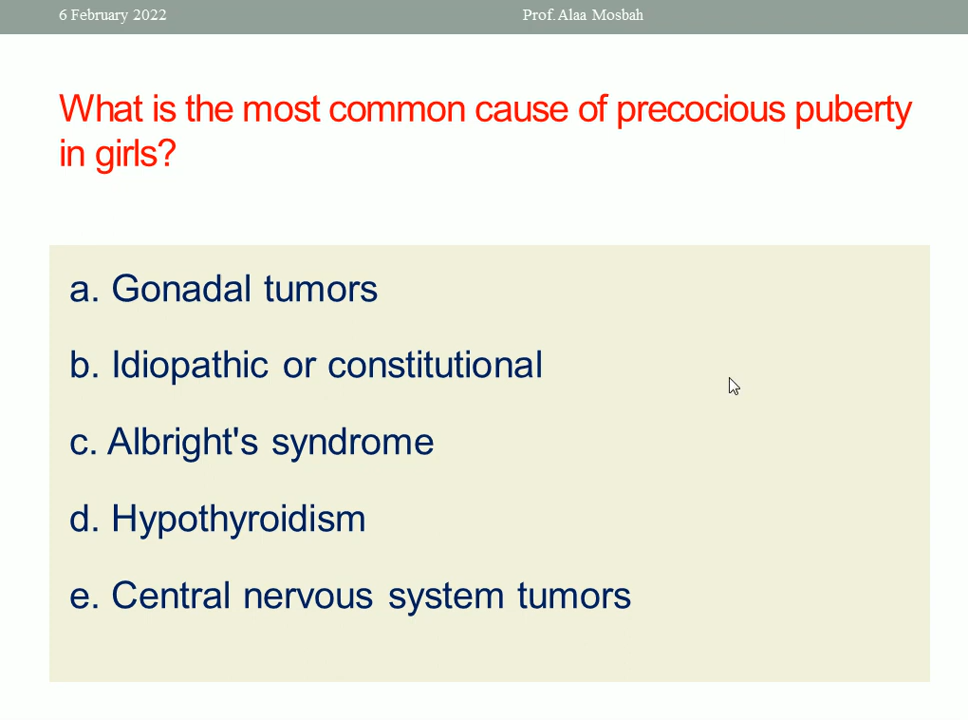 6 February 2022
Prof. Alaa Mosbah
What is the most common cause of precocious puberty
in girls?
a. Gonadal tumors
b. Idiopathic or constitutional
c. Albright's syndrome
d. Hypothyroidism
e. Central nervous system tumors